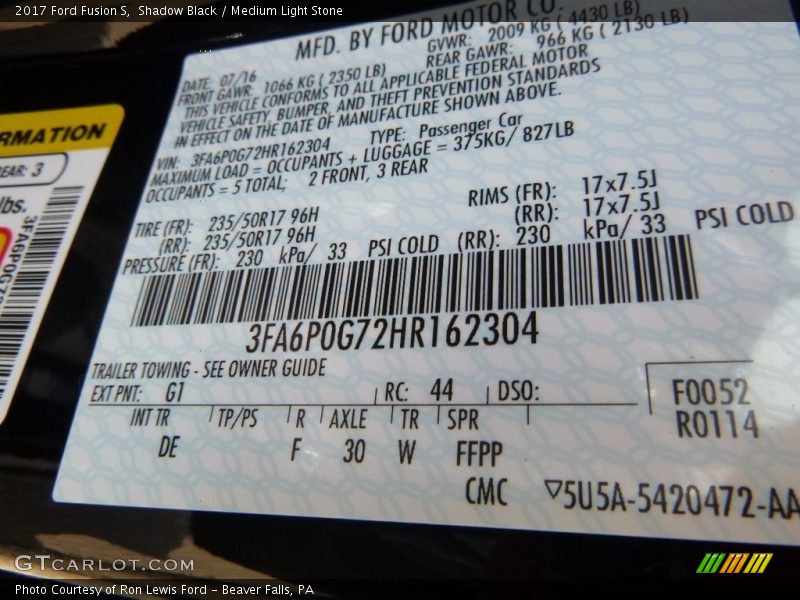 2017 Ford Fusion S, Shadow Black / Medium Light Stone
MFD. BY FORD MOTOR CO.
DATE: 07/16 GVWR: 2009 KG ( 4430 LB)
FRONT GAWR: 1066 KG ( 2350 LB) REAR GAWR: 966 KG ( 2130 LB)
THIS VEHICLE CONFORMS TO ALL APPLICABLE FEDERAL MOTOR
VEHICLE SAFETY, BUMPER, AND THEFT PREVENTION STANDARDS
IN EFFECT ON THE DATE OF MANUFACTURE SHOWN ABOVE.
VIN: 3FA6P0G72HR162304 TYPE: Passenger Car
MAXIMUM LOAD = OCCUPANTS + LUGGAGE = 375KG/ 827LB
OCCUPANTS = 5 TOTAL; 2 FRONT, 3 REAR
TIRE (FR): 235/50R17 96H RIMS (FR): 17x7.5J
(RR): 235/50R17 96H (RR): 17x7.5J
PRESSURE (FR): 230 kPa/ 33 PSI COLD (RR): 230 kPa/ 33 PSI COLD
3FA6P0G72HR162304
TRAILER TOWING - SEE OWNER GUIDE
EXT PNT: G1 RC: 44 DSO:
INT TR TP/PS R AXLE TR SPR
DE F 30 W FFPP
F0052
R0114
CMC ▽5U5A-5420472-AA
RMATION
EAR: 3
lbs.
GTCARLOT.COM
Photo Courtesy of Ron Lewis Ford - Beaver Falls, PA